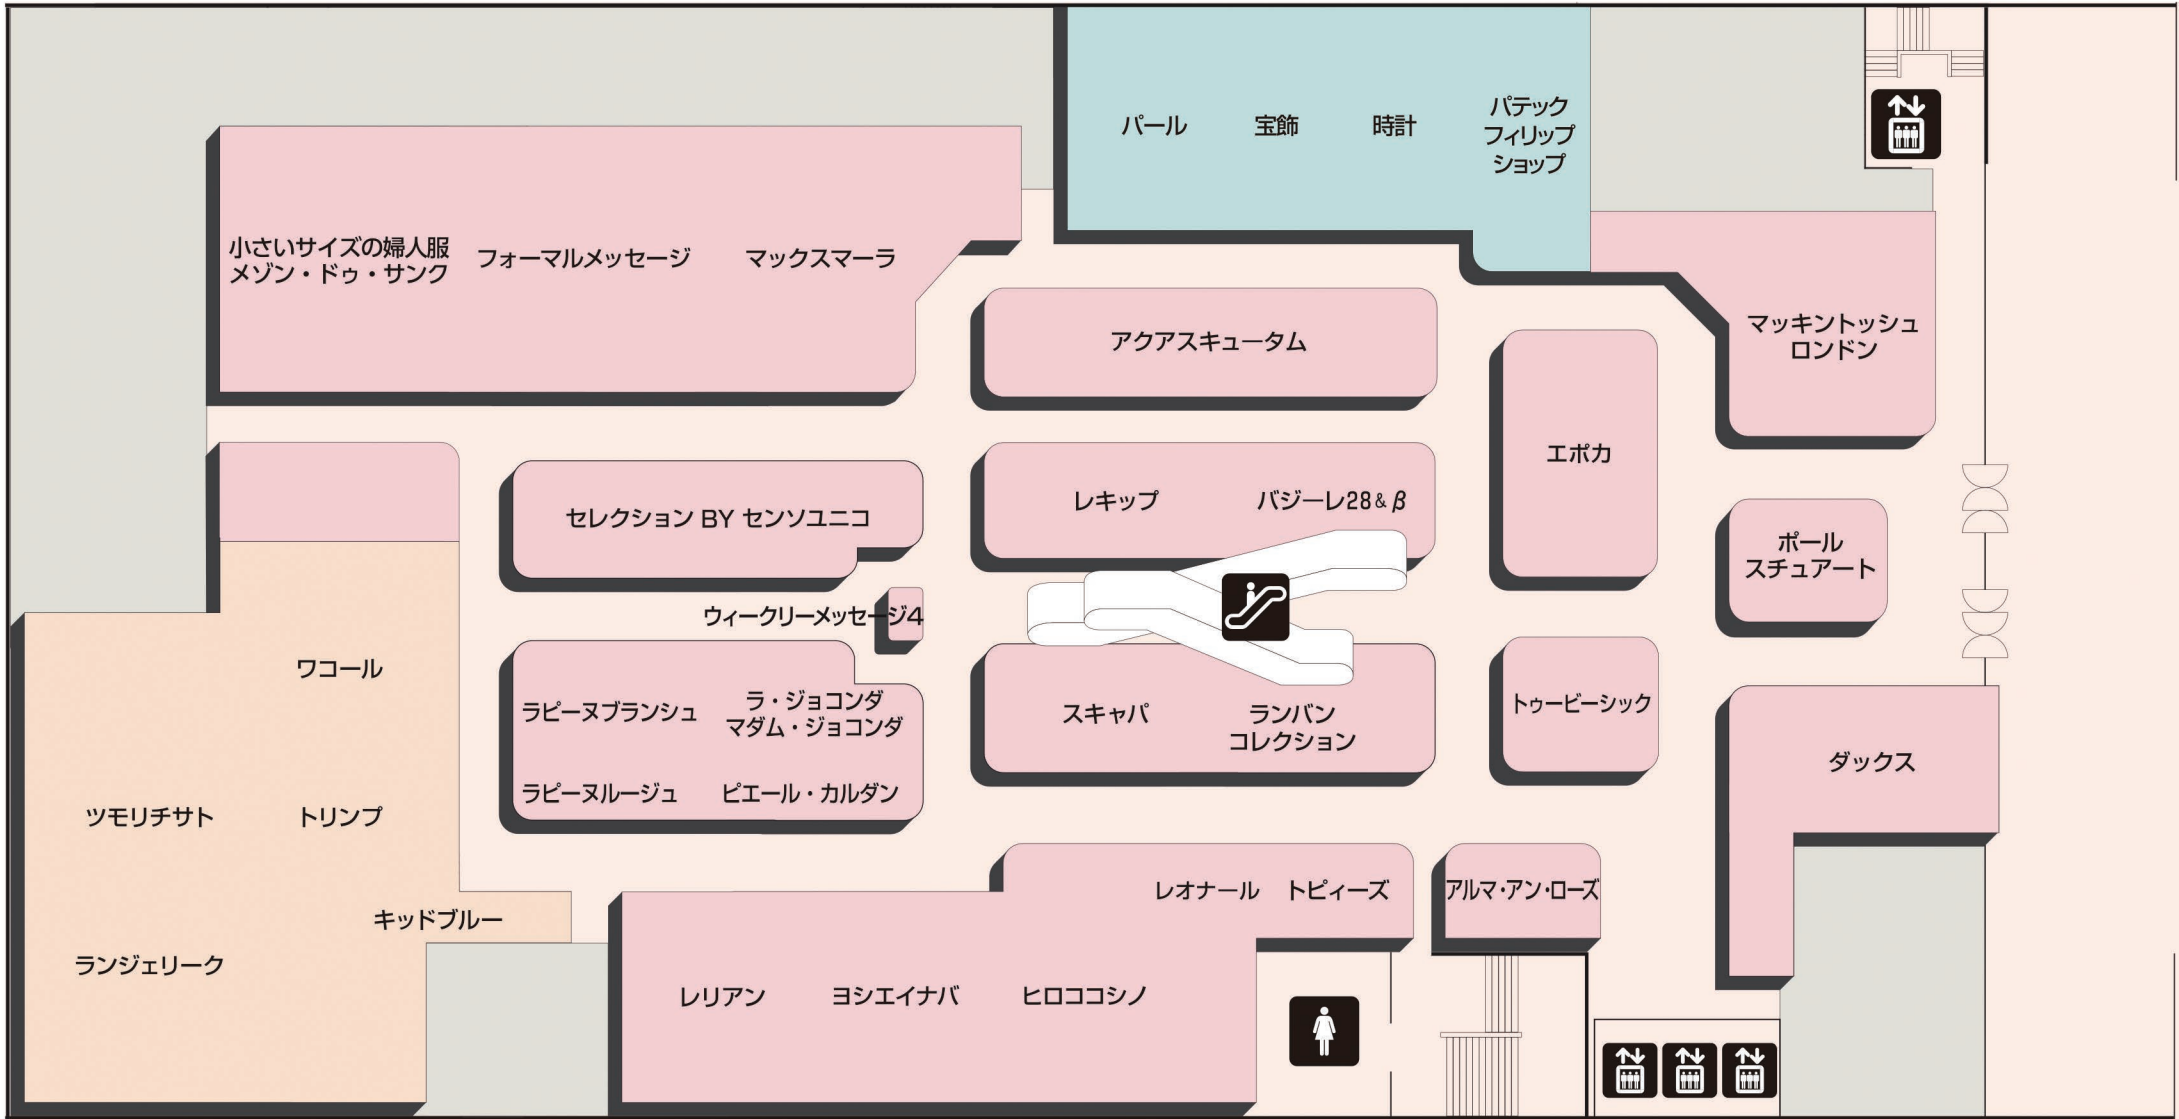 パール
宝飾
時計
パテック
フィリップ
ショップ
小さいサイズの婦人服
メゾン・ドゥ・サンク
フォーマルメッセージ
マックスマーラ
アクアスキュータム
マッキントッシュ
ロンドン
エポカ
セレクション BY センソユニコ
レキップ
バジーレ28&β
ポール
スチュアート
ウィークリーメッセージ4
ワコール
ラピーヌブランシュ
ラ・ジョコンダ
マダム・ジョコンダ
スキャパ
ランバン
コレクション
トゥービーシック
ダックス
ラピーヌルージュ
ピエール・カルダン
ツモリチサト
トリンプ
キッドブルー
レオナール
トピィーズ
アルマ・アン・ローズ
ランジェリーク
レリアン
ヨシエイナバ
ヒロココシノ